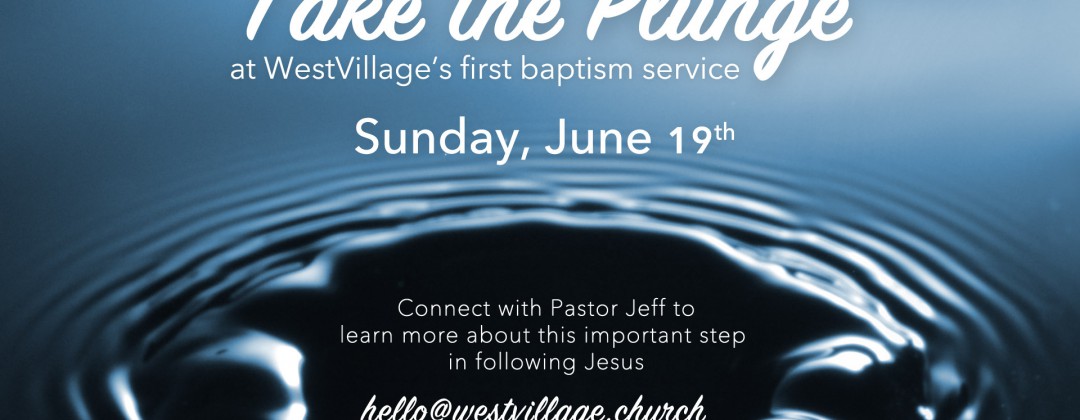 Take the Plunge
at WestVillage's first baptism service
Sunday, June 19th
Connect with Pastor Jeff to
learn more about this important step
in following Jesus
hello@westvillage.church